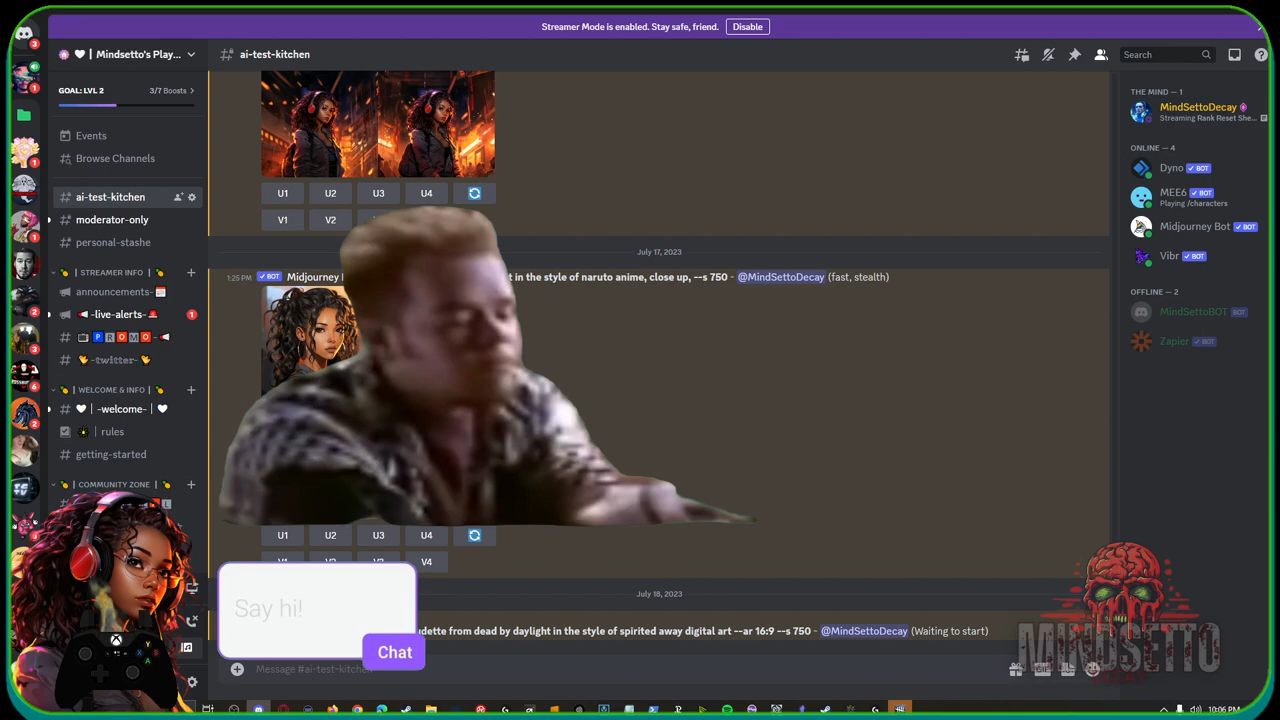 Streamer Mode is enabled. Stay safe, friend. Disable
| Mindsetto's Play...
ai-test-kitchen
Search
GOAL: LVL 2 3/7 Boosts
Events
Browse Channels
ai-test-kitchen
moderator-only
personal-stashe
| STREAMER INFO |
announcements-
-live-alerts- 1
P R O M O -
-twitter-
| WELCOME & INFO |
| -welcome- |
| rules
getting-started
| COMMUNITY ZONE |
U1 U2 U3 U4
V1 V2
July 17, 2023
1:25 PM BOT Midjourney t in the style of naruto anime, close up, --s 750 - @MindSettoDecay (fast, stealth)
U1 U2 U3 U4
V4
July 18, 2023
udette from dead by daylight in the style of spirited away digital art --ar 16:9 --s 750 - @MindSettoDecay (Waiting to start)
Message #ai-test-kitchen
Say hi!
Chat
THE MIND — 1
MindSettoDecay
Streaming Rank Reset She...
ONLINE — 4
Dyno BOT
MEE6 BOT
Playing /characters
Midjourney Bot BOT
Vibr BOT
OFFLINE — 2
MindSettoBOT BOT
Zapier BOT
MINDSETTO
10:06 PM